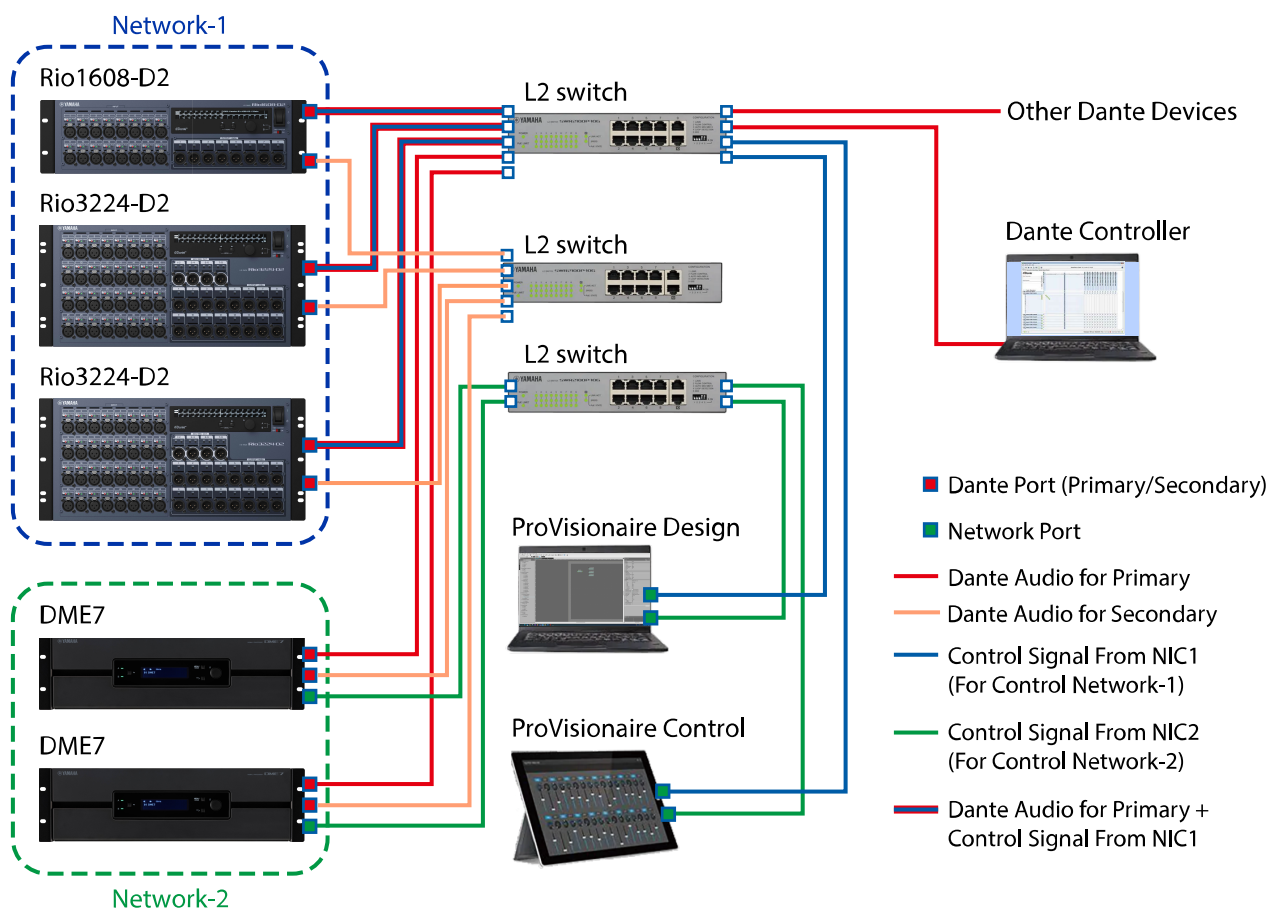 Network-1
Rio1608-D2
Rio3224-D2
Rio3224-D2
DME7
DME7
Network-2
L2 switch
YAMAHA
L2 switch
YAMAHA
L2 switch
YAMAHA
ProVisionaire Design
ProVisionaire Control
Other Dante Devices
Dante Controller
Dante Port (Primary/Secondary)
Network Port
Dante Audio for Primary
Dante Audio for Secondary
Control Signal From NIC1
(For Control Network-1)
Control Signal From NIC2
(For Control Network-2)
Dante Audio for Primary +
Control Signal From NIC1